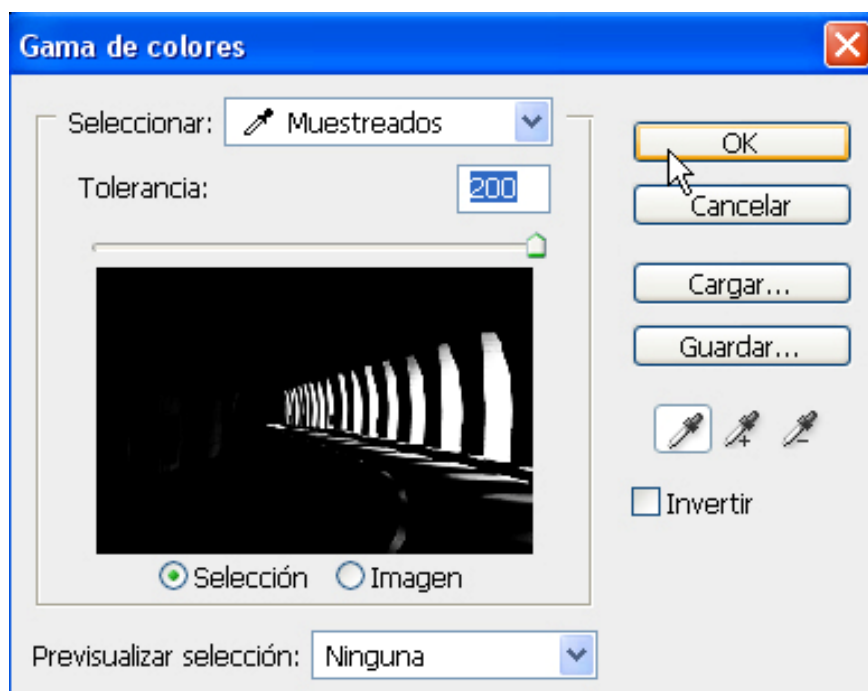 Gama de colores
Seleccionar: Muestreados
OK
Tolerancia: 200
Cancelar
Cargar...
Guardar...
Invertir
Selección Imagen
Previsualizar selección: Ninguna